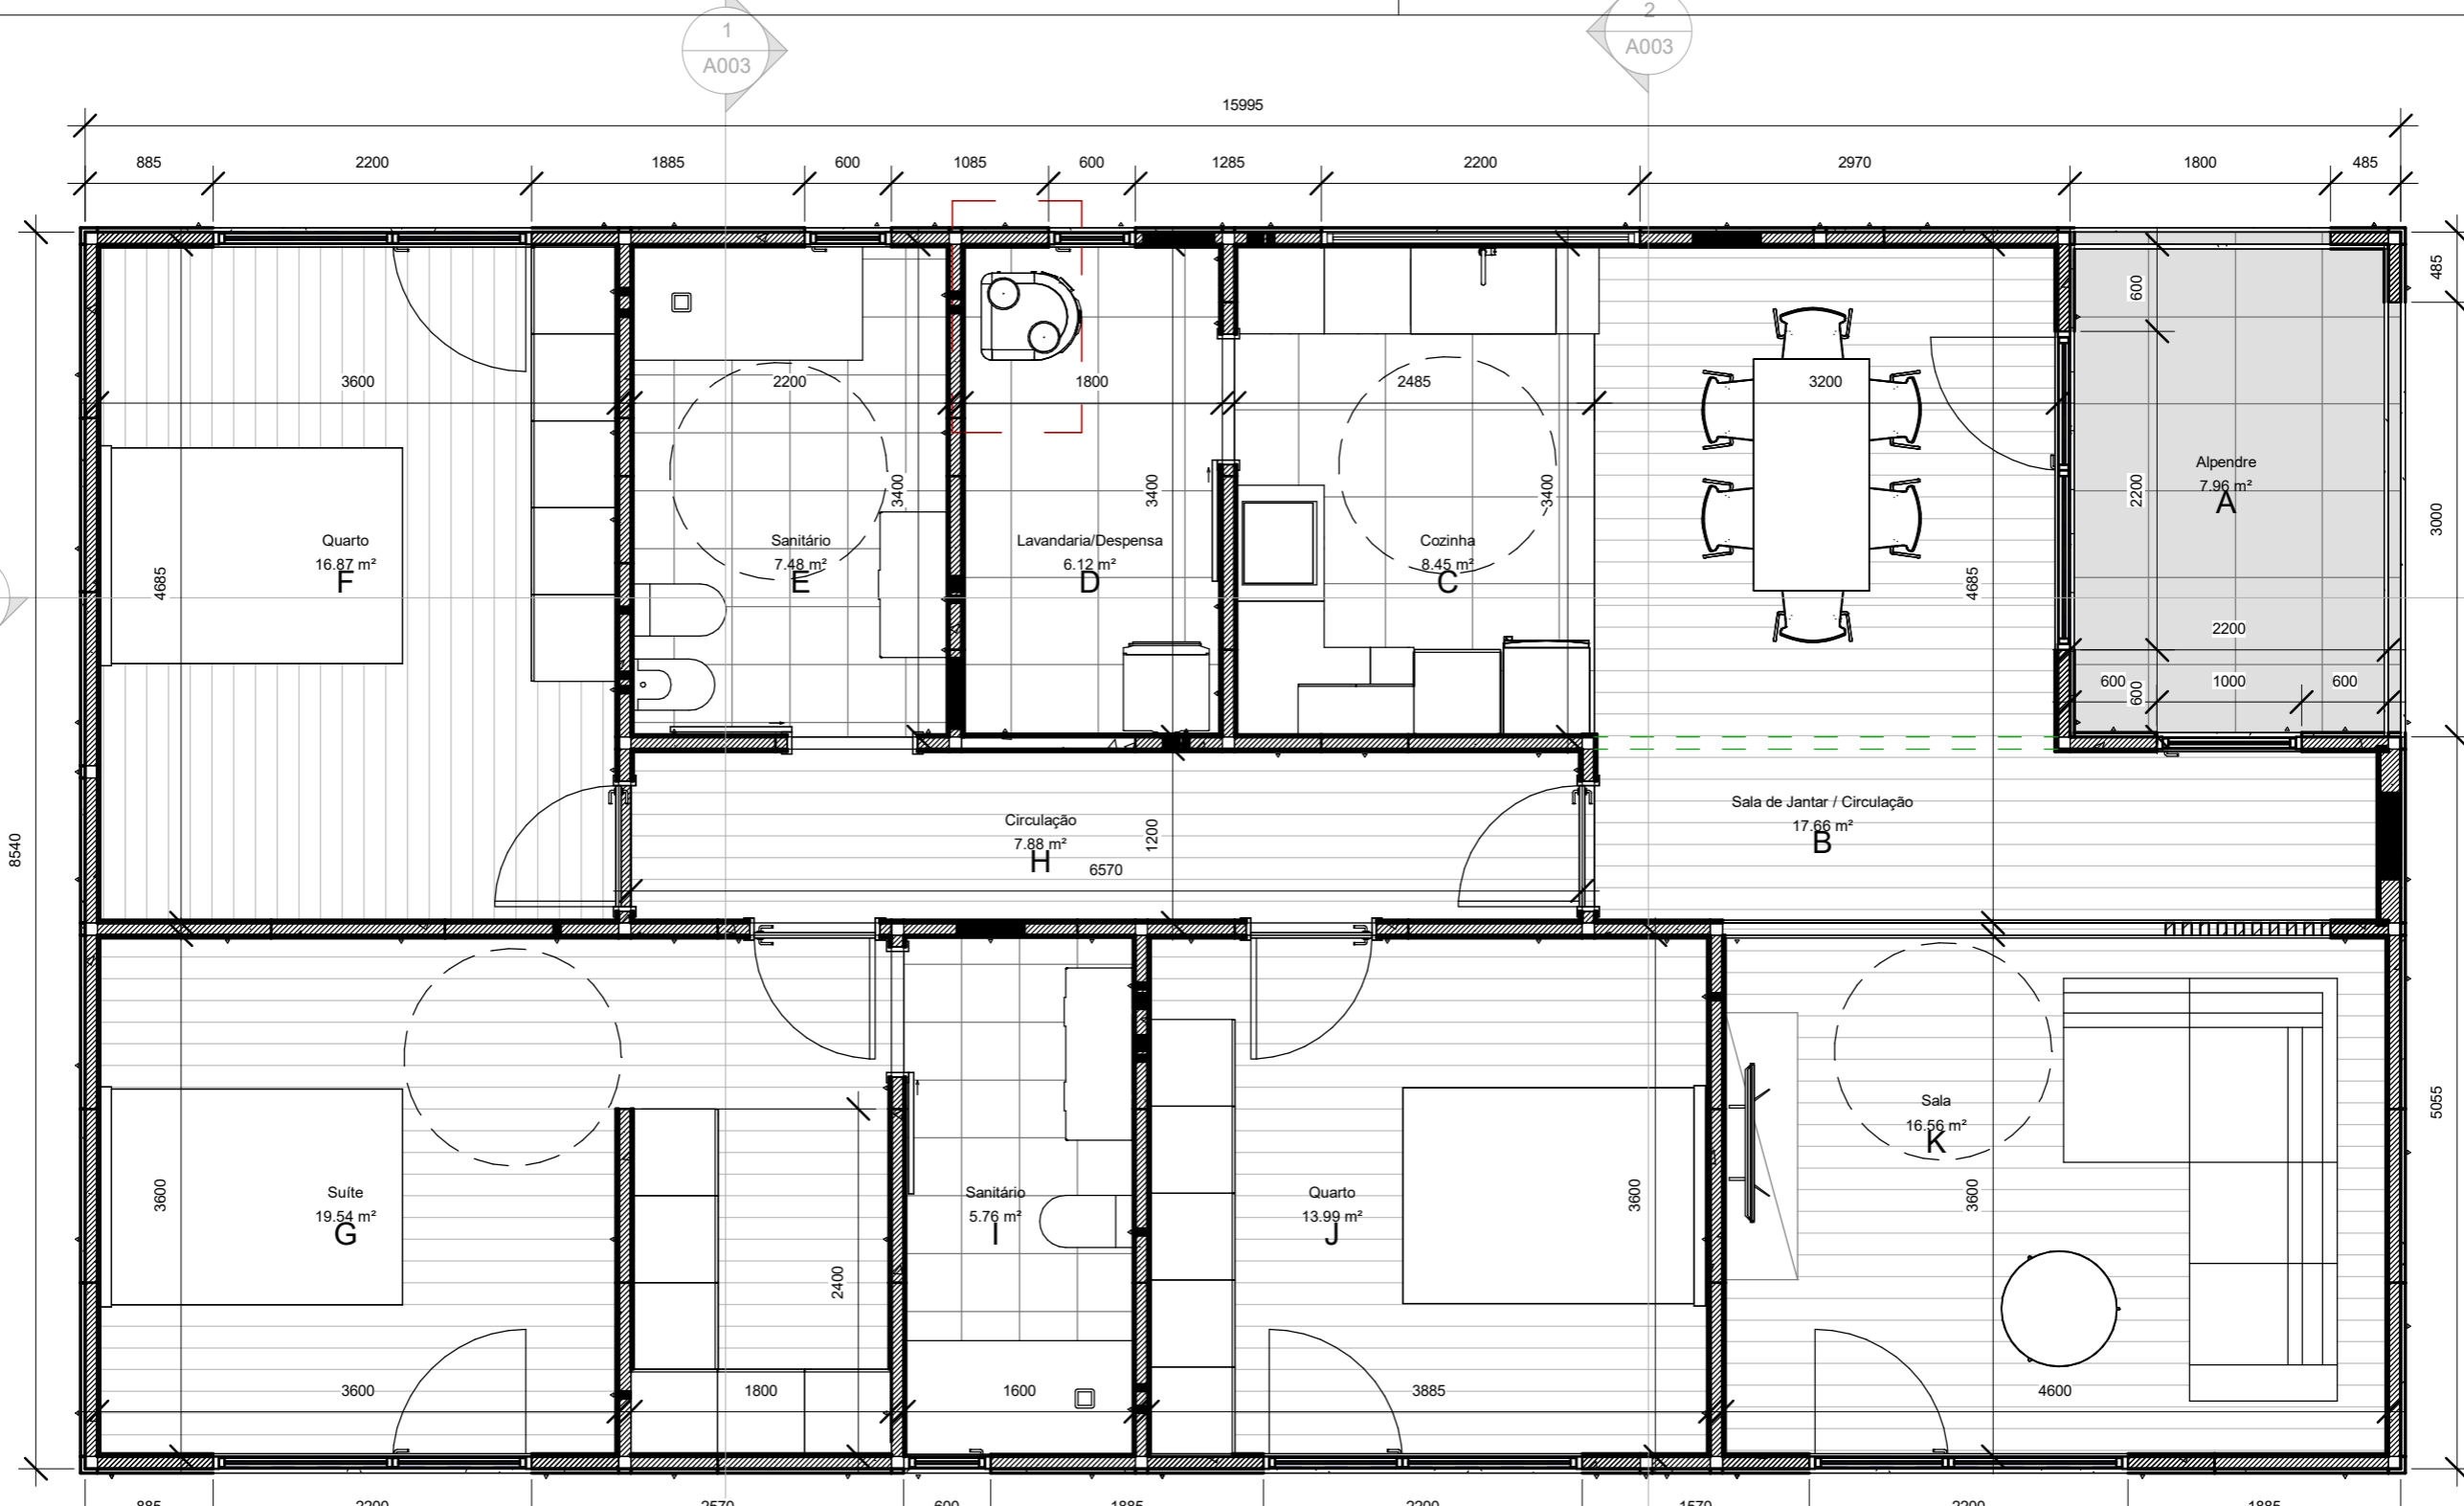 1
A003
2
A003
15995
885
2200
1885
600
1085
600
1285
2200
2970
1800
485
485
600
3600
2200
1800
2485
3200
3400
3400
3400
2200
3000
Alpendre
7.96 m²
A
Quarto
16.87 m²
F
4685
Sanitário
7.48 m²
E
Lavandaria/Despensa
6.12 m²
D
Cozinha
8.45 m²
C
4685
2200
600
1000
600
600
8540
Circulação
7.88 m²
H
1200
6570
Sala de Jantar / Circulação
17.66 m²
B
5055
Sala
16.56 m²
K
3600
Suíte
19.54 m²
G
2400
Sanitário
5.76 m²
I
Quarto
13.99 m²
J
3600
3600
3600
1800
1600
3885
4600
885
2200
2570
600
1885
2200
1570
2200
1885